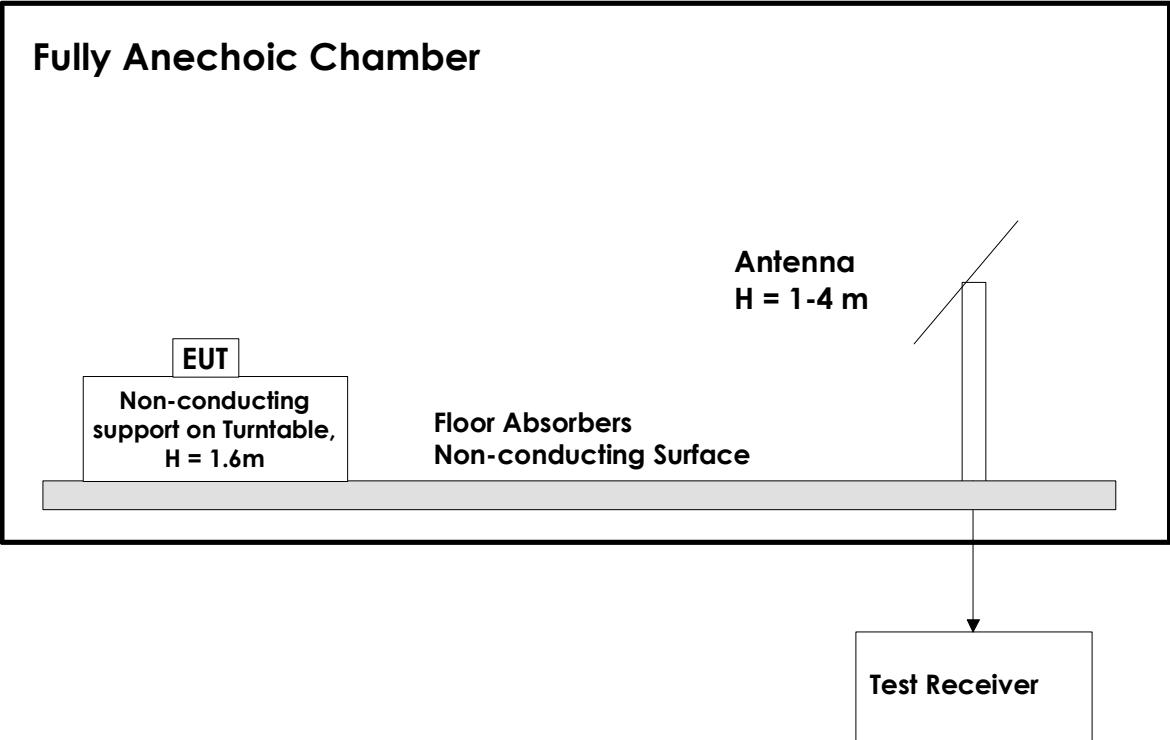 Fully Anechoic Chamber
Antenna
H = 1-4 m
EUT
Non-conducting
support on Turntable,
H = 1.6m
Floor Absorbers
Non-conducting Surface
Test Receiver